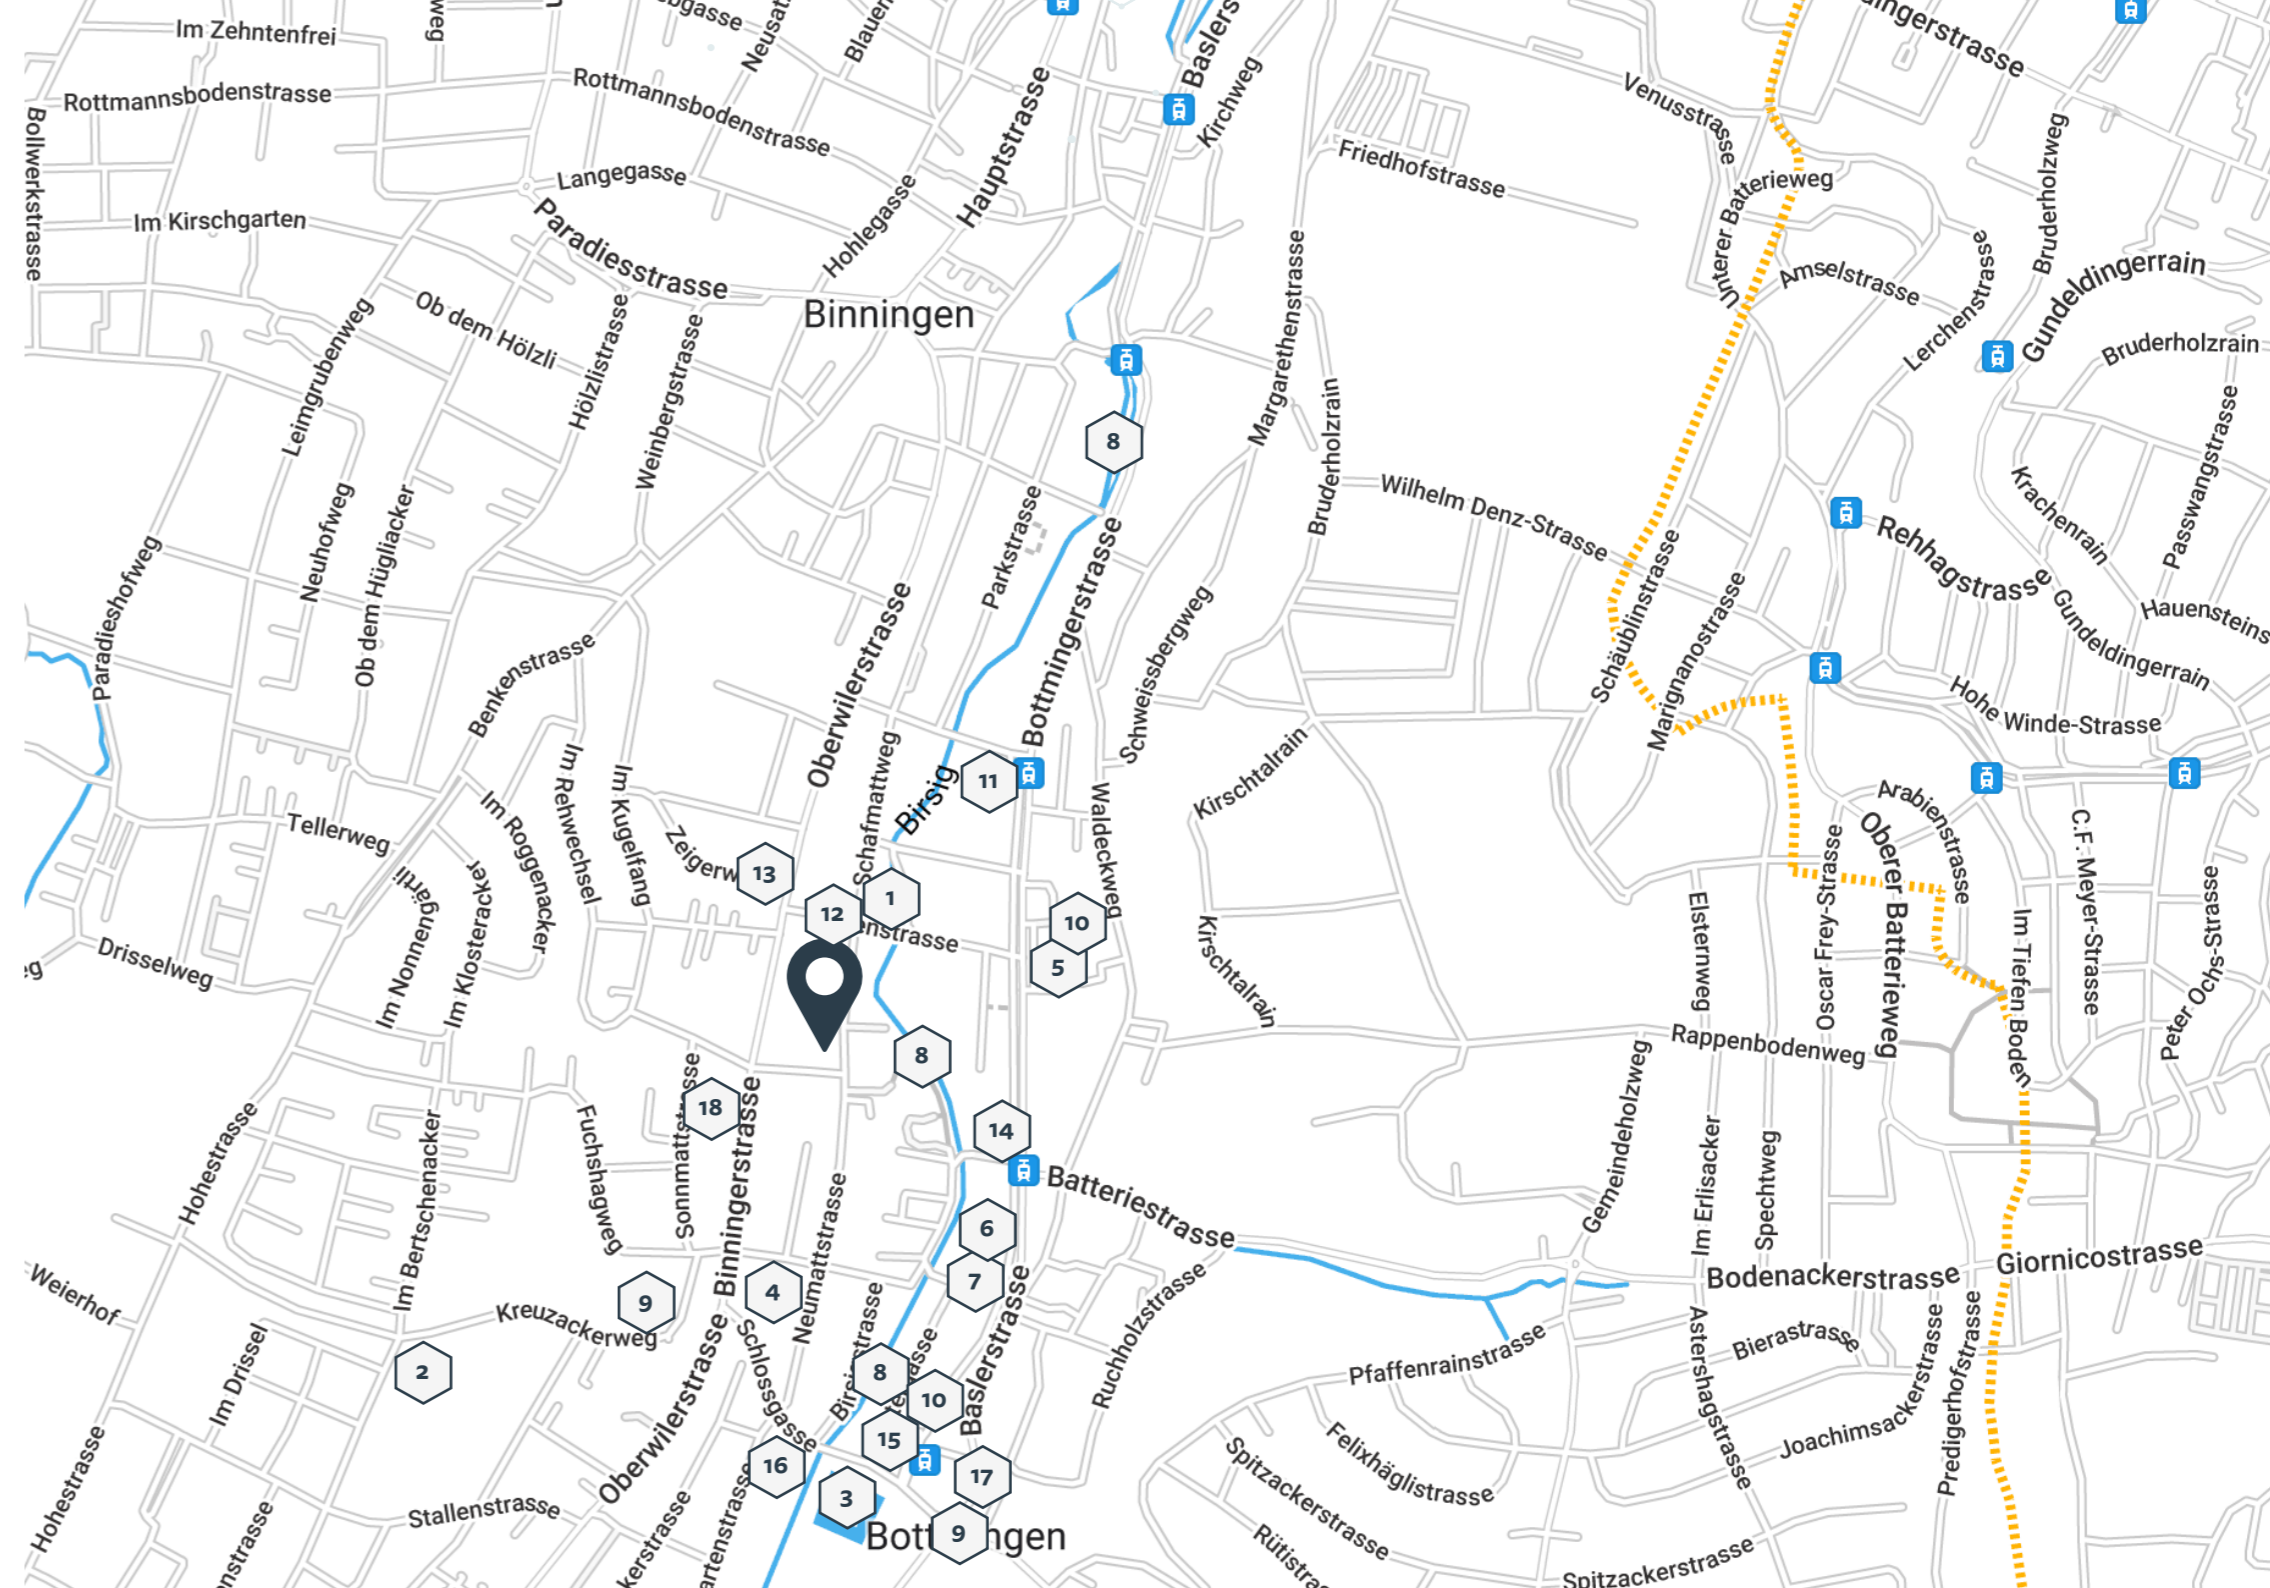 Im Zehntenfrei
Rottmannsbodenstrasse
Bollwerkstrasse
Im Kirschgarten
Rottmannsbodenstrasse
Langegasse
Paradiesstrasse
Hohlegasse
Hauptstrasse
Kirchweg
Friedhofstrasse
Venusstrasse
Unterer Batterieweg
Amselstrasse
Lerchenstrasse
Bruderholzweg
Gundeldingerrain
Bruderholzrain
Ob dem Hölzli
Binningen
Leimgrubenweg
Hölzlistrasse
Weinbergstrasse
Margarethenstrasse
Bruderholzrain
8
Wilhelm Denz-Strasse
Passwangstrasse
Krachenrain
Rehhagstrasse
Neuhofweg
Ob dem Hügliacker
Paradieshofweg
Parkstrasse
Bottmingerstrasse
Schweissbergweg
Schäublinstrasse
Marignanostrasse
Gundeldingerrain
Benkenstrasse
Oberwilerstrasse
Hohe Winde-Strasse
Kirschtalrain
Schafmattweg
Birsig
11
Waldeckweg
Im Rehwechsel
Im Kugelfang
Im Roggenacker
Tellerweg
13
12
1
10
5
Arabienstrasse
Oberer Batterieweg
Oscar Frey-Strasse
C.F.-Meyer-Strasse
Im Tiefen Boden
Peter Ochs-Strasse
Elsternweg
Kirschtalrain
Drisselweg
Im Klosteracker
Rappenbodenweg
8
18
14
Hohestrasse
Im Bertschenacker
Fuchshagweg
Binningerstrasse
Neumattstrasse
Batteriestrasse
Gemeindeholzweg
Im Erlisacker
Spechtweg
6
7
Giornicostrasse
Bodenackerstrasse
Weierhof
9
4
Kreuzackerweg
Baslerstrasse
Ruchholzstrasse
Im Drissel
2
Oberwilerstrasse
Schlossgasse
8
10
15
Pfaffenrainstrasse
Astershagstrasse
Bierastrasse
Predigerhofstrasse
Joachimsackerstrasse
Felixhäglistrasse
Spitzackerstrasse
16
3
17
9
Hohestrasse
Stallenstrasse
Spitzackerstrasse